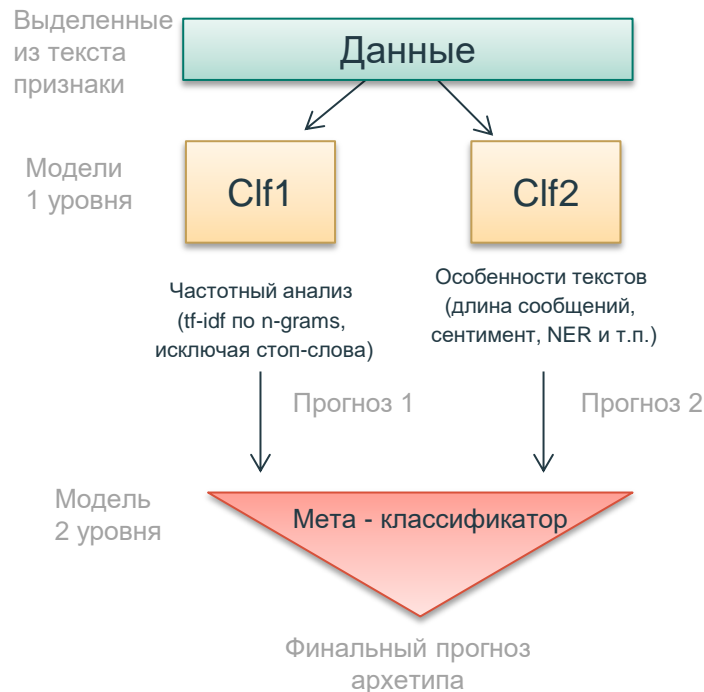 Выделенные
из текста
признаки
Данные
Модели
1 уровня
Clf1
Clf2
Частотный анализ
(tf-idf по n-grams,
исключая стоп-слова)
Особенности текстов
(длина сообщений,
сентимент, NER и т.п.)
Прогноз 1
Прогноз 2
Модель
2 уровня
Мета - классификатор
Финальный прогноз
архетипа